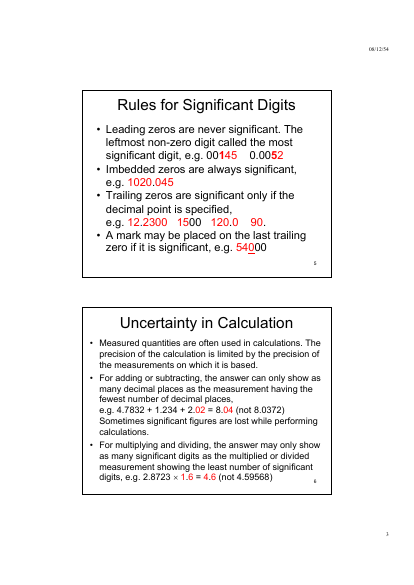 08/12/54
Rules for Significant Digits
• Leading zeros are never significant. The
leftmost non-zero digit called the most
significant digit, e.g. 00145 0.0052
• Imbedded zeros are always significant,
e.g. 1020.045
• Trailing zeros are significant only if the
decimal point is specified,
e.g. 12.2300 1500 120.0 90.
• A mark may be placed on the last trailing
zero if it is significant, e.g. 54000
5
Uncertainty in Calculation
• Measured quantities are often used in calculations. The
precision of the calculation is limited by the precision of
the measurements on which it is based.
• For adding or subtracting, the answer can only show as
many decimal places as the measurement having the
fewest number of decimal places,
e.g. 4.7832 + 1.234 + 2.02 = 8.04 (not 8.0372)
Sometimes significant figures are lost while performing
calculations.
• For multiplying and dividing, the answer may only show
as many significant digits as the multiplied or divided
measurement showing the least number of significant
digits, e.g. 2.8723 × 1.6 = 4.6 (not 4.59568)
6
3